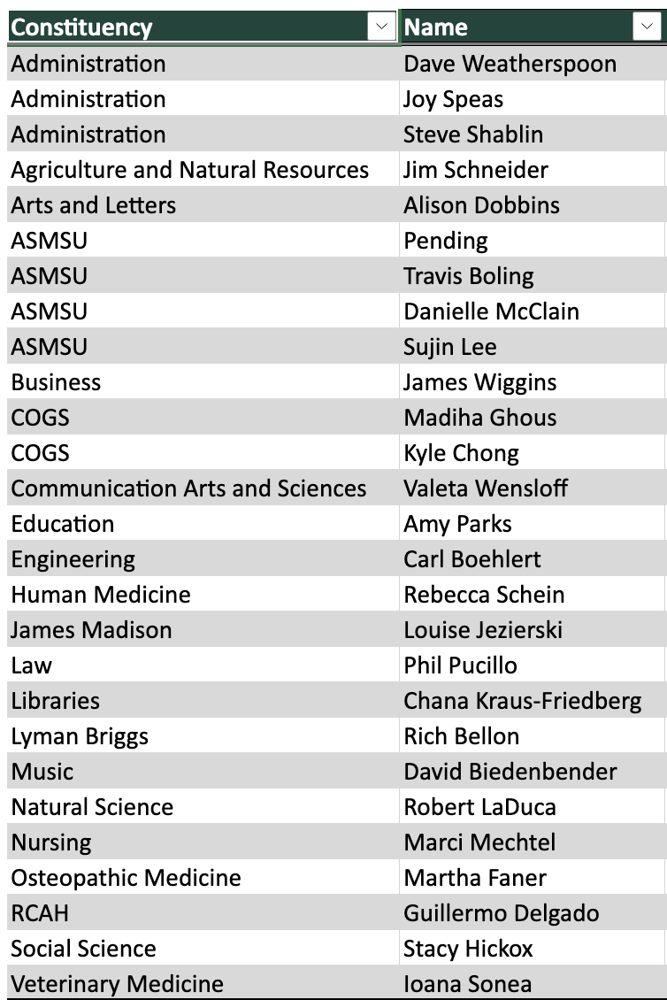 Constituency Name
Administration Dave Weatherspoon
Administration Joy Speas
Administration Steve Shablin
Agriculture and Natural Resources Jim Schneider
Arts and Letters Alison Dobbins
ASMSU Pending
ASMSU Travis Boling
ASMSU Danielle McClain
ASMSU Sujin Lee
Business James Wiggins
COGS Madiha Ghous
COGS Kyle Chong
Communication Arts and Sciences Valeta Wensloff
Education Amy Parks
Engineering Carl Boehlert
Human Medicine Rebecca Schein
James Madison Louise Jezierski
Law Phil Pucillo
Libraries Chana Kraus-Friedberg
Lyman Briggs Rich Bellon
Music David Biedenbender
Natural Science Robert LaDuca
Nursing Marci Mechtel
Osteopathic Medicine Martha Faner
RCAH Guillermo Delgado
Social Science Stacy Hickox
Veterinary Medicine Ioana Sonea